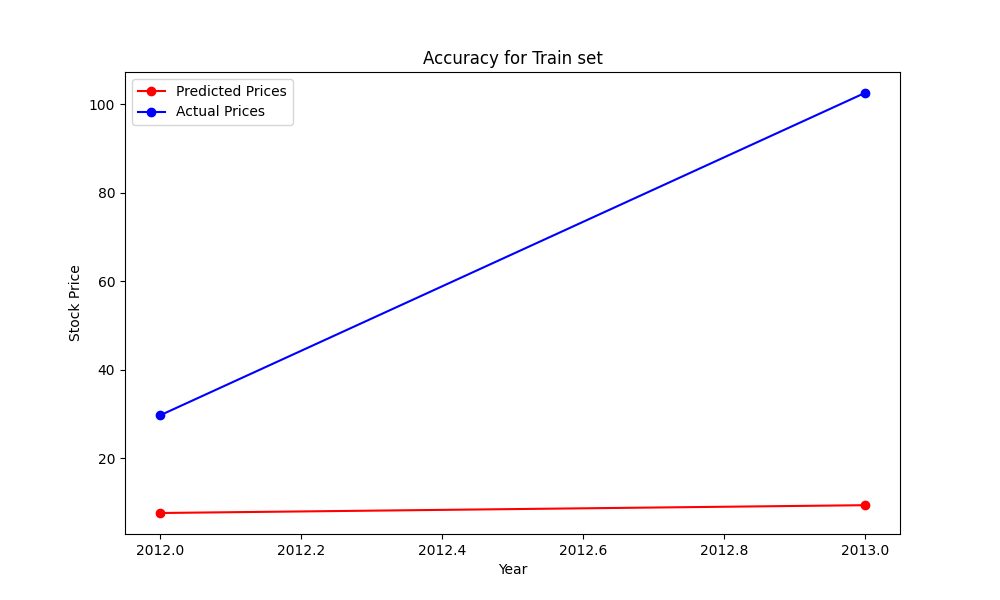 Accuracy for Train set
Predicted Prices
Actual Prices
100
80
60
40
20
Stock Price
2012.0 2012.2 2012.4 2012.6 2012.8 2013.0
Year